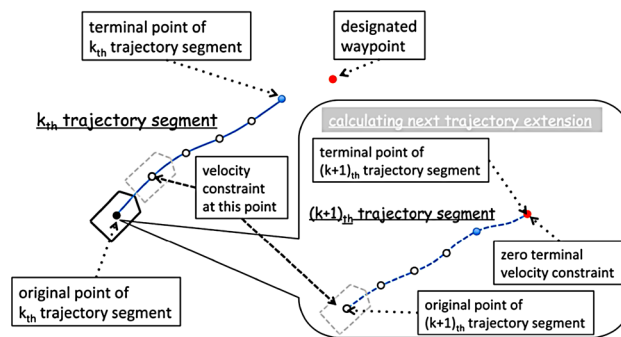 terminal point of
kth trajectory segment
designated
waypoint
kth trajectory segment
calculating next trajectory extension
terminal point of
(k+1)th trajectory segment
velocity
constraint
at this point
(k+1)th trajectory segment
zero terminal
velocity constraint
original point of
kth trajectory segment
original point of
(k+1)th trajectory segment